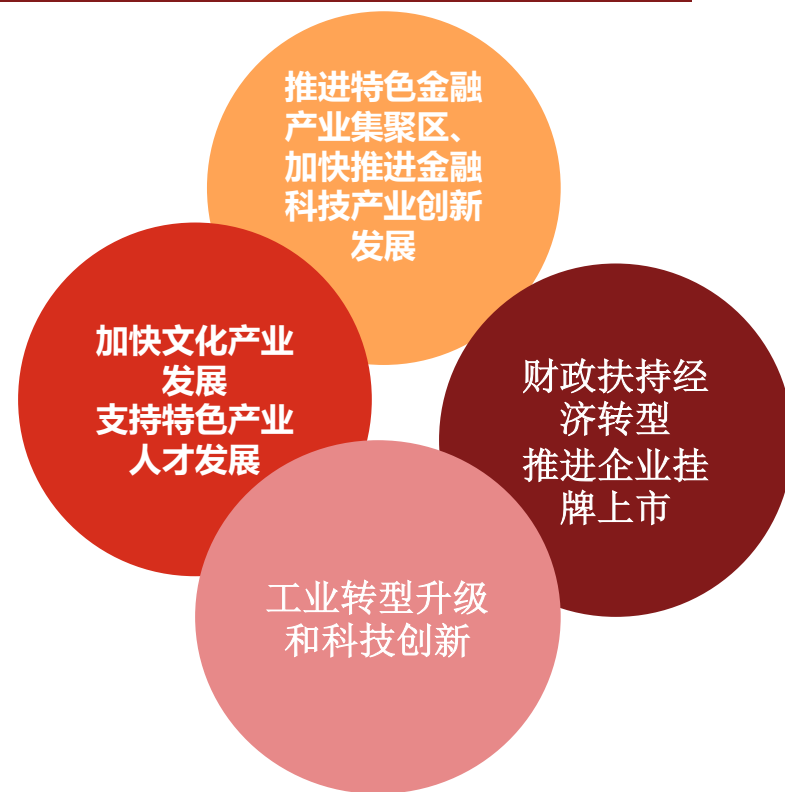 推进特色金融
产业集聚区、
加快推进金融
科技产业创新
发展
加快文化产业
发展
支持特色产业
人才发展
财政扶持经
济转型
推进企业挂
牌上市
工业转型升级
和科技创新